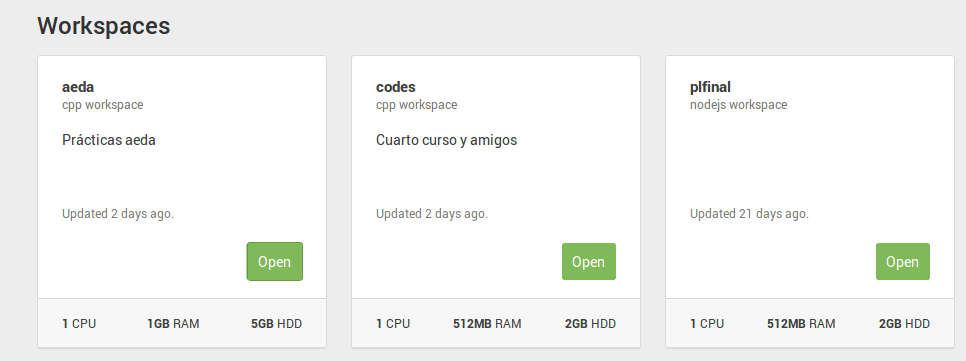 Workspaces
aeda
cpp workspace
Prácticas aeda
Updated 2 days ago.
Open
1 CPU 1GB RAM 5GB HDD
codes
cpp workspace
Cuarto curso y amigos
Updated 2 days ago.
Open
1 CPU 512MB RAM 2GB HDD
plfinal
nodejs workspace
Updated 21 days ago.
Open
1 CPU 512MB RAM 2GB HDD